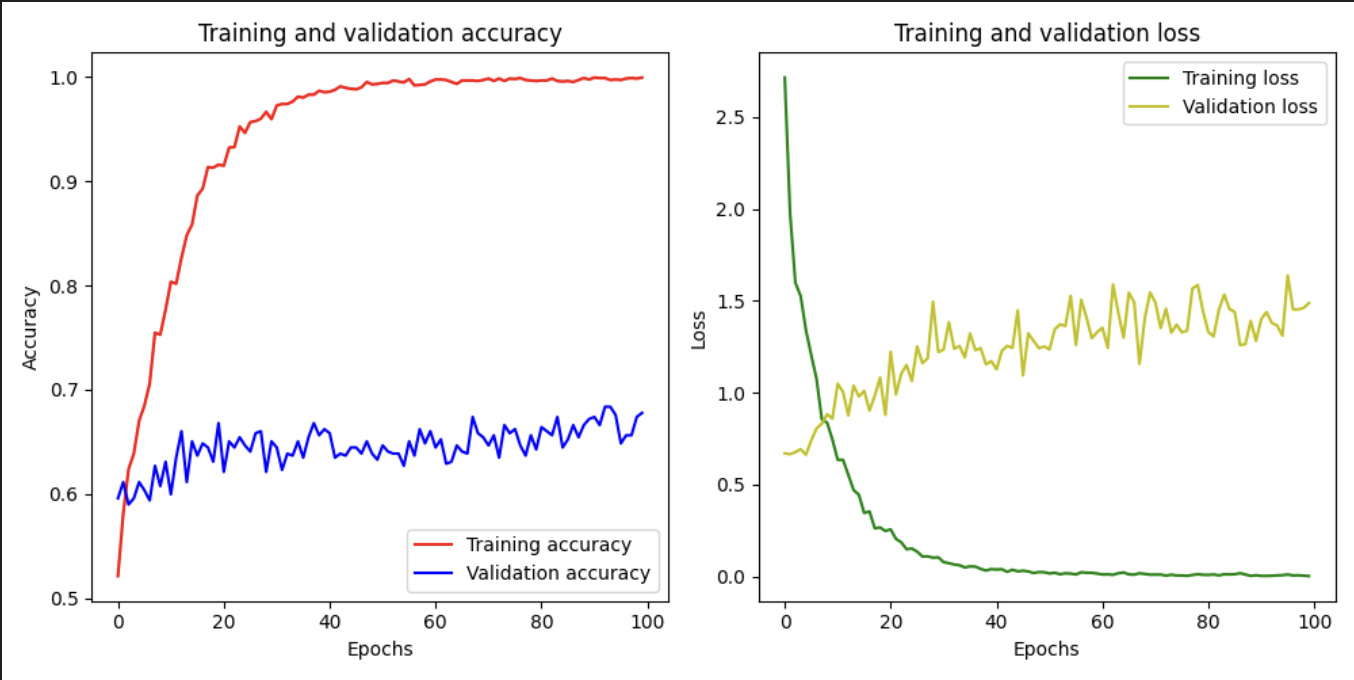 Training and validation accuracy
1.0
0.9
0.8
0.7
0.6
0.5
Accuracy
Training accuracy
Validation accuracy
0 20 40 60 80 100
Epochs
Training and validation loss
Training loss
Validation loss
2.5
2.0
1.5
1.0
0.5
0.0
Loss
0 20 40 60 80 100
Epochs